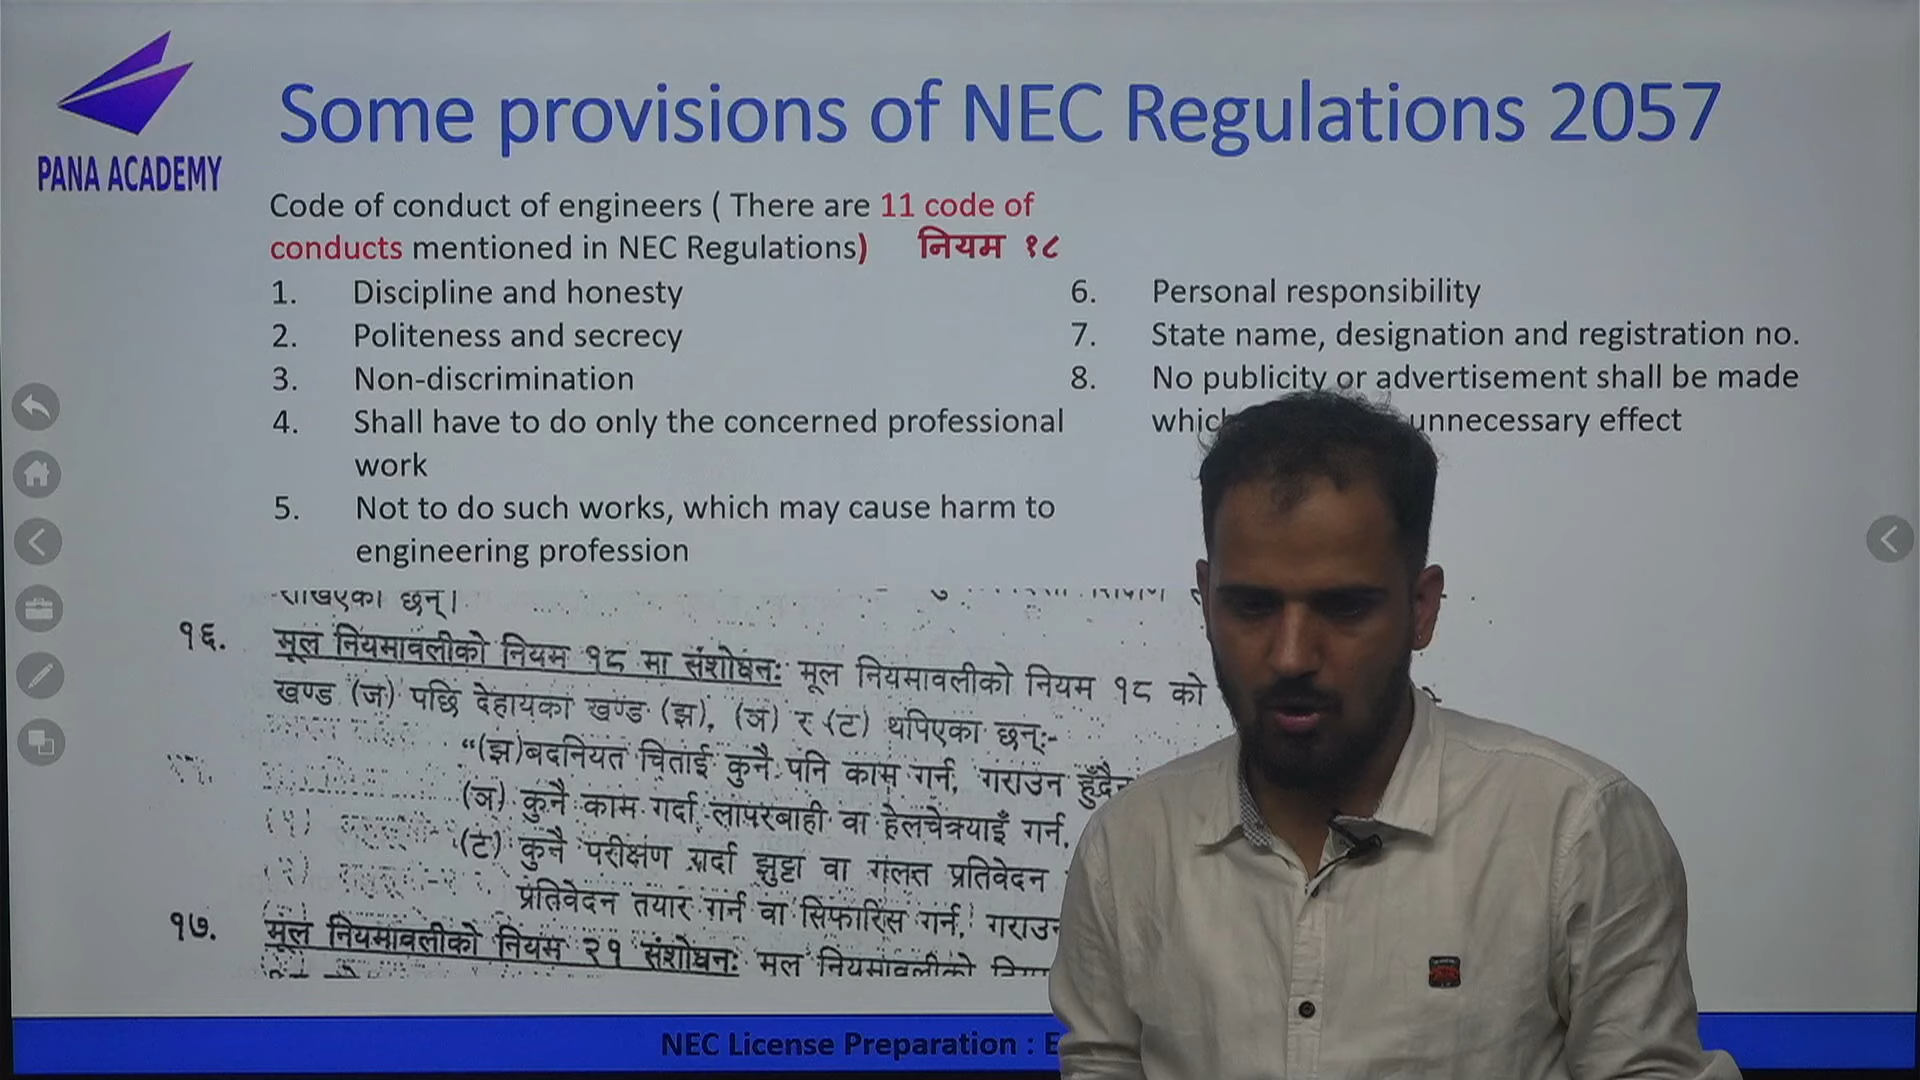 PANA ACADEMY
Some provisions of NEC Regulations 2057
Code of conduct of engineers ( There are 11 code of
conducts mentioned in NEC Regulations) नियम १८
1. Discipline and honesty
2. Politeness and secrecy
3. Non-discrimination
4. Shall have to do only the concerned professional
work
5. Not to do such works, which may cause harm to
engineering profession
6. Personal responsibility
7. State name, designation and registration no.
8. No publicity or advertisement shall be made
unnecessary effect
छन्।
१६. मूल नियमावलीको नियम १८ मा संशोधनः मूल नियमावलीको नियम १८ को
खण्ड (ज) पछि देहायका खण्ड (झ), (ञ) र (ट) थपिएका छन्ः-
“(झ)बदनियत चिताई कुनै पनि काम गर्न, गराउन
(ञ) कुनै काम गर्दा लापरबाही वा हेलचेक्र्याइँ गर्न,
(ट) कुनै परीक्षण गर्दा झुट्टा वा गलत प्रतिवेदन
प्रतिवेदन तयार गर्न वा सिफारिस गर्न,
१७. मूल नियमावलीको नियम २१ संशोधनः मूल नियमावलीको
NEC License Preparation :